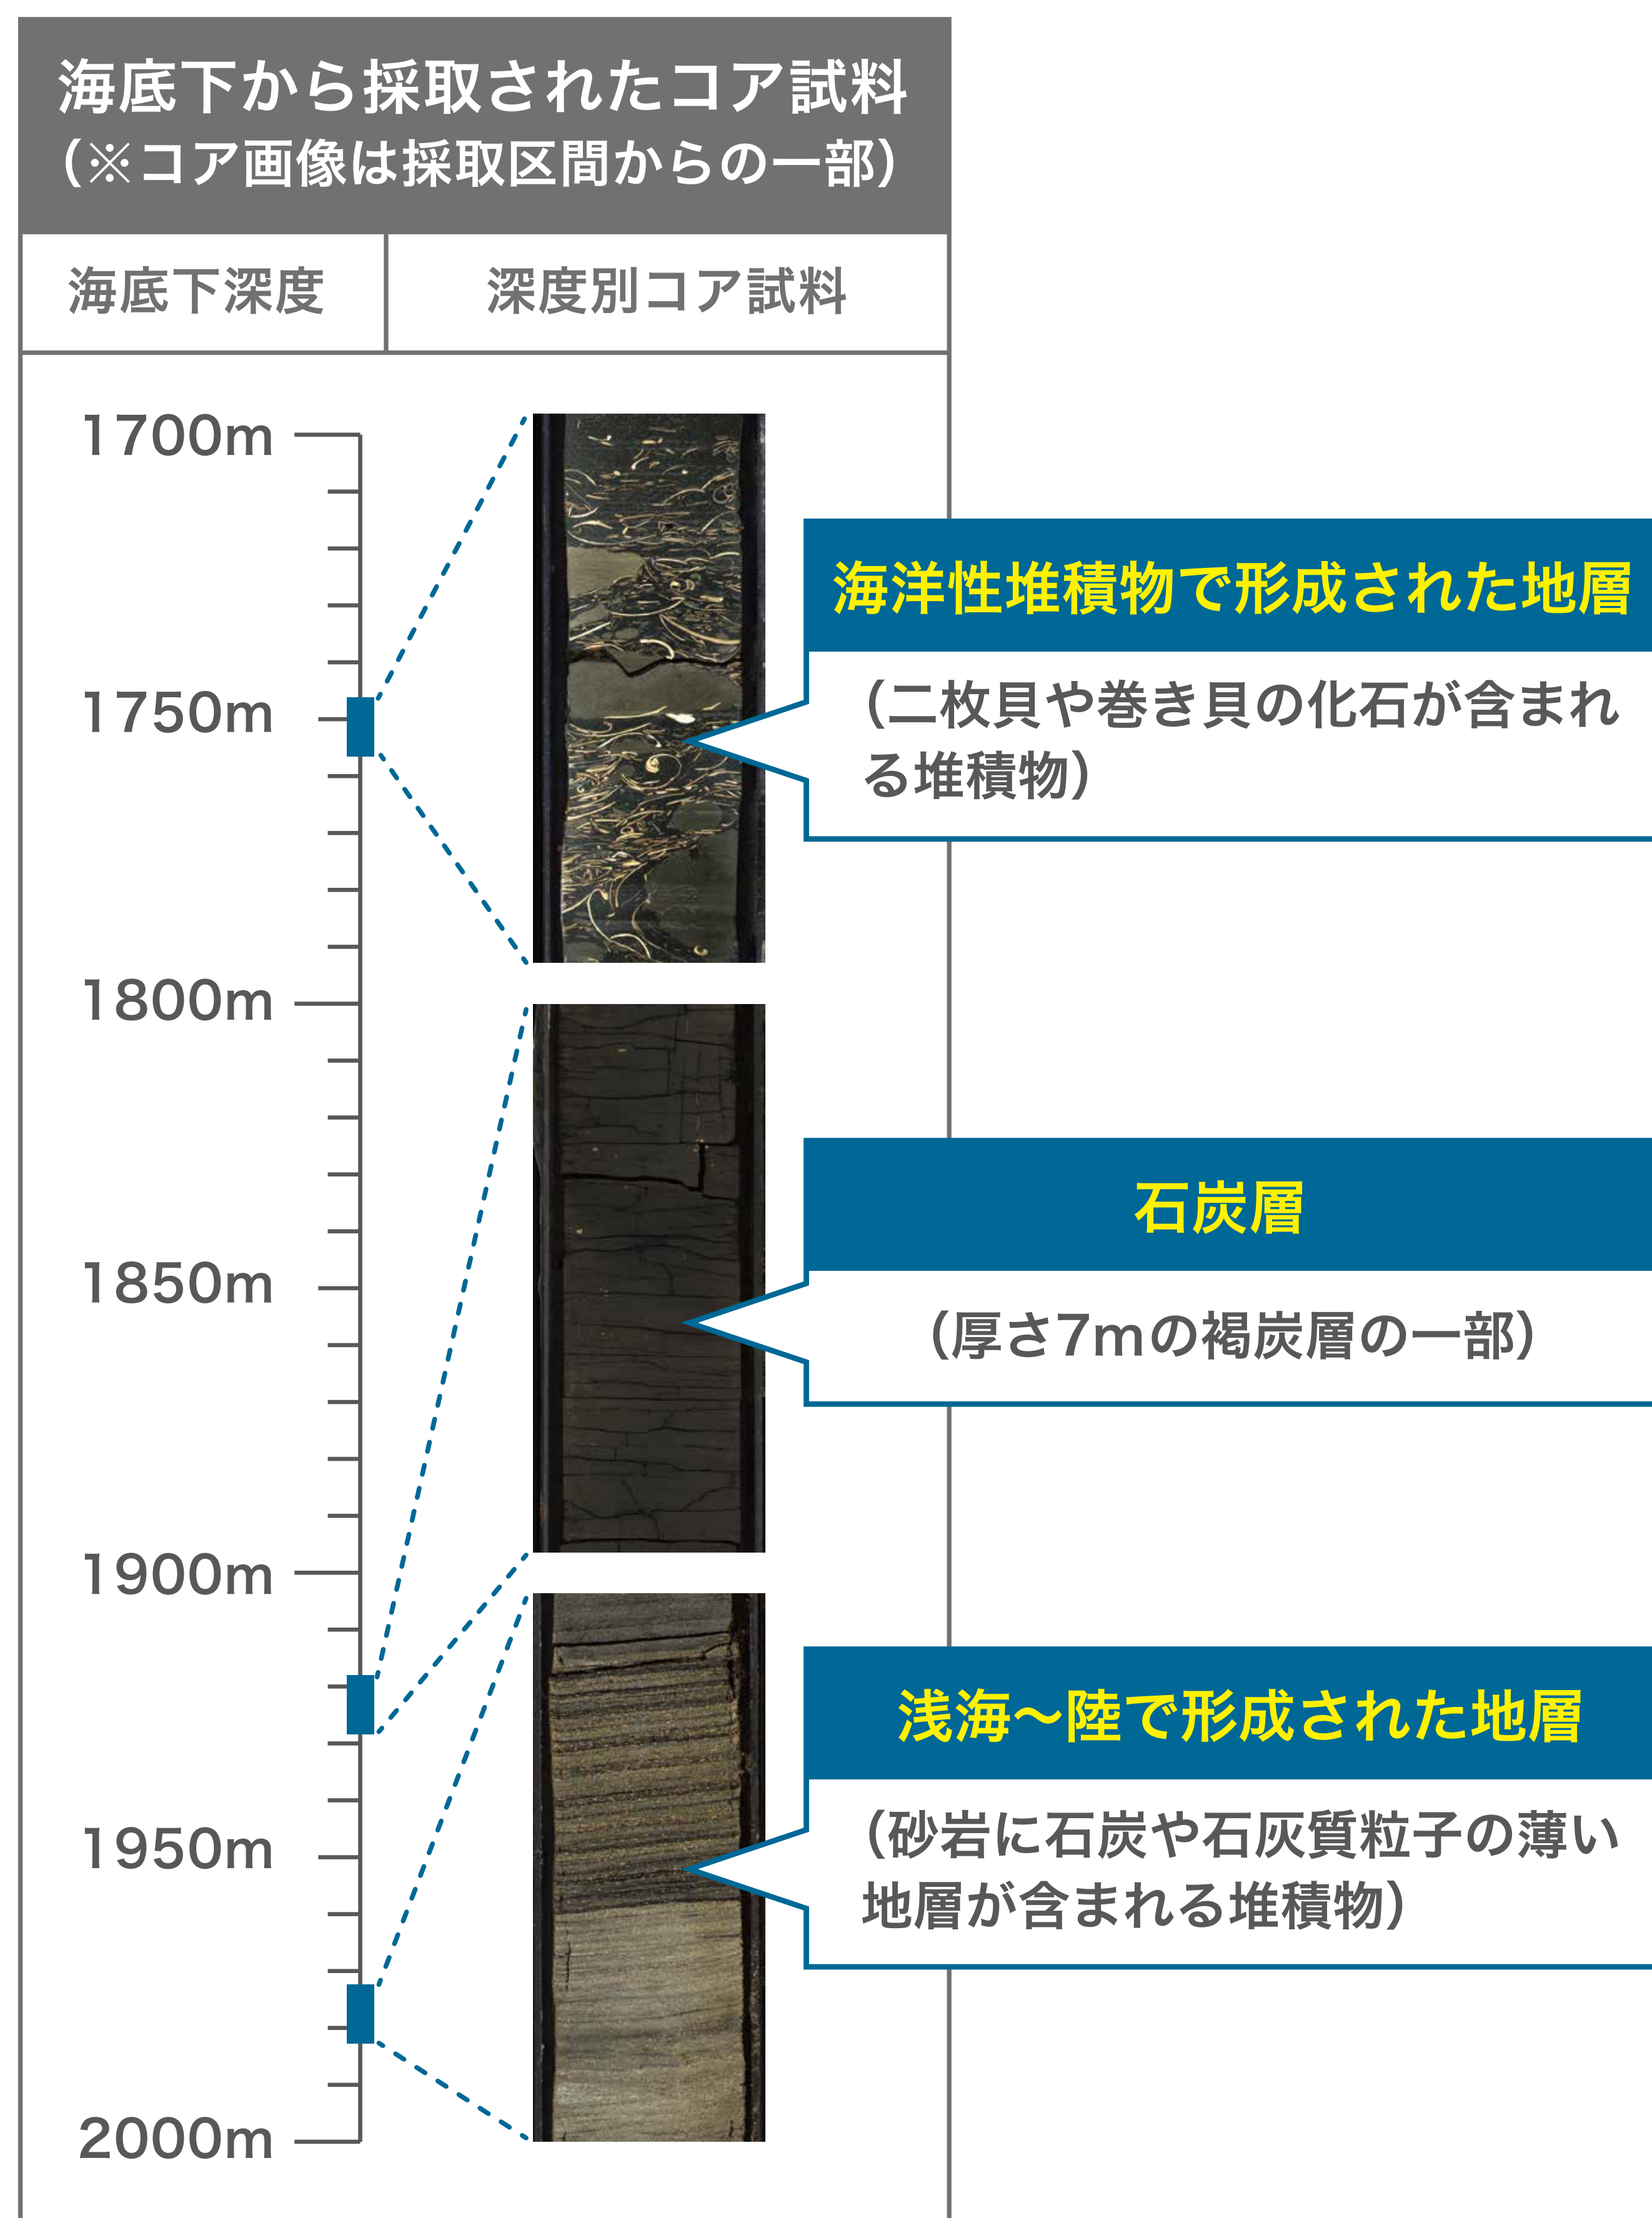 海底下から採取されたコア試料
（※コア画像は採取区間からの一部）
海底下深度
深度別コア試料
1700m
海洋性堆積物で形成された地層
（二枚貝や巻き貝の化石が含まれ
る堆積物）
1750m
1800m
石炭層
1850m
（厚さ7mの褐炭層の一部）
1900m
浅海〜陸で形成された地層
1950m
（砂岩に石炭や石灰質粒子の薄い
地層が含まれる堆積物）
2000m